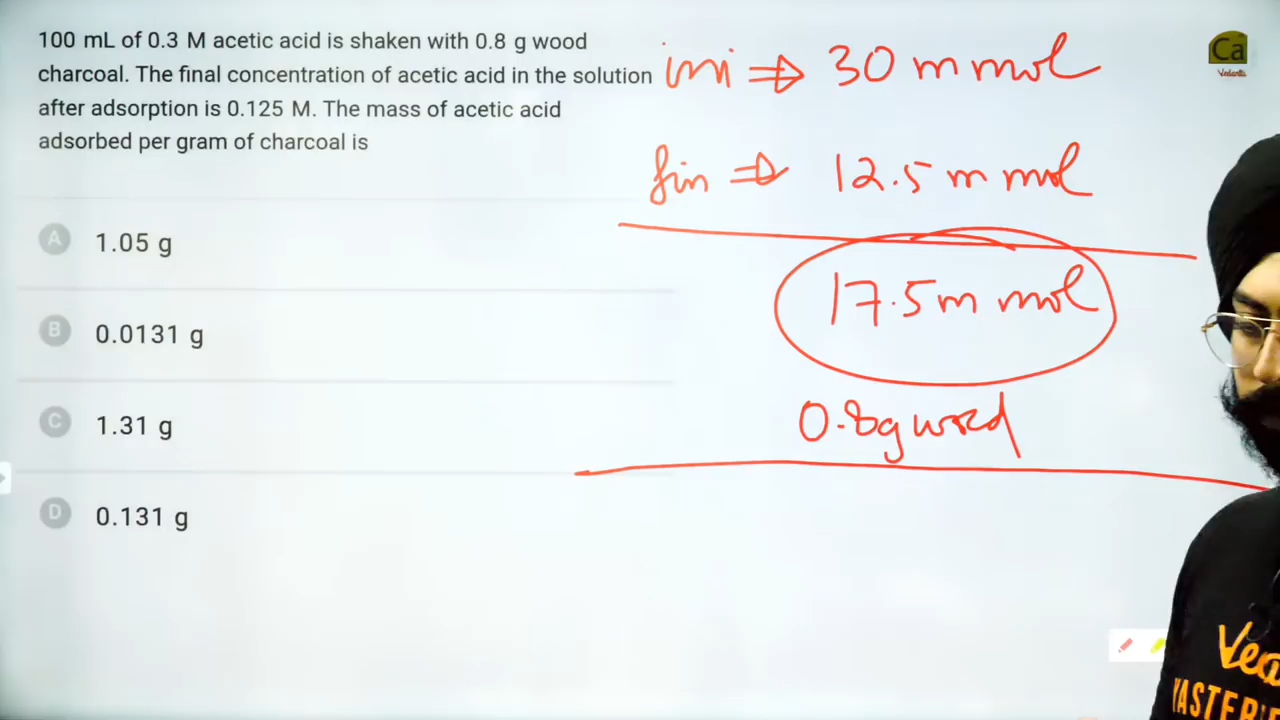 100 mL of 0.3 M acetic acid is shaken with 0.8 g wood
charcoal. The final concentration of acetic acid in the solution
after adsorption is 0.125 M. The mass of acetic acid
adsorbed per gram of charcoal is
A 1.05 g
B 0.0131 g
C 1.31 g
D 0.131 g
ini ⇒ 30 m mol
fin ⇒ 12.5 m mol
17.5 m mol
0.8g wood
Ca
Vedantu